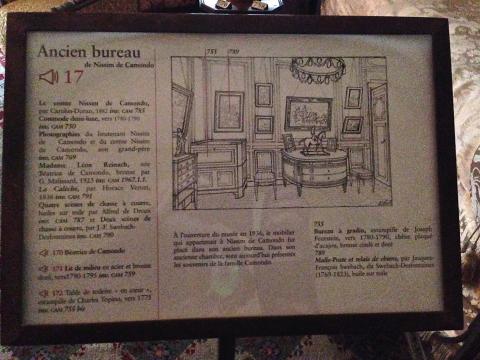 Ancien bureau
de Nissim de Camondo
17
Le comte Nissim de Camondo,
par Carolus-Duran, 1882 inv. CAM 785
Commode demi-lune, vers 1780-1790
inv. CAM 750
Photographies du lieutenant Nissim
de Camondo et du comte Nissim
de Camondo, son grand-père
inv. CAM 769
Madame Léon Reinach, née
Béatrice de Camondo, bronze par
G. Malissard, 1923 inv. 1967.1.1.
La Calèche, par Horace Vernet,
1836 inv. CAM 791
Quatre scènes de chasse à courre,
huiles sur toile par Alfred de Dreux
inv. CAM 787 et Deux scènes de
chasse à courre, par J.-F. Swebach-
Desfontaines inv. CAM 790
170 Béatrice de Camondo
171 Lit de milieu en acier et bronze
doré, vers 1790-1795 inv. CAM 759
172 Table de toilette « en cœur »,
estampille de Charles Topino, vers 1775
inv. CAM 755 bis
753 789
À l'ouverture du musée en 1936, le mobilier
qui appartenait à Nissim de Camondo fut
placé dans son ancien bureau. Dans son
ancienne chambre, sont aujourd'hui présentés
les souvenirs de la famille Camondo.
753
Bureau à gradin, estampille de Joseph
Feurstein, vers 1780-1790, chêne, plaqué
d'acajou, bronze ciselé et doré
789
Malle-Poste et relais de chiens, par Jacques-
François Swebach, dit Swebach-Desfontaines
(1769-1823), huile sur toile